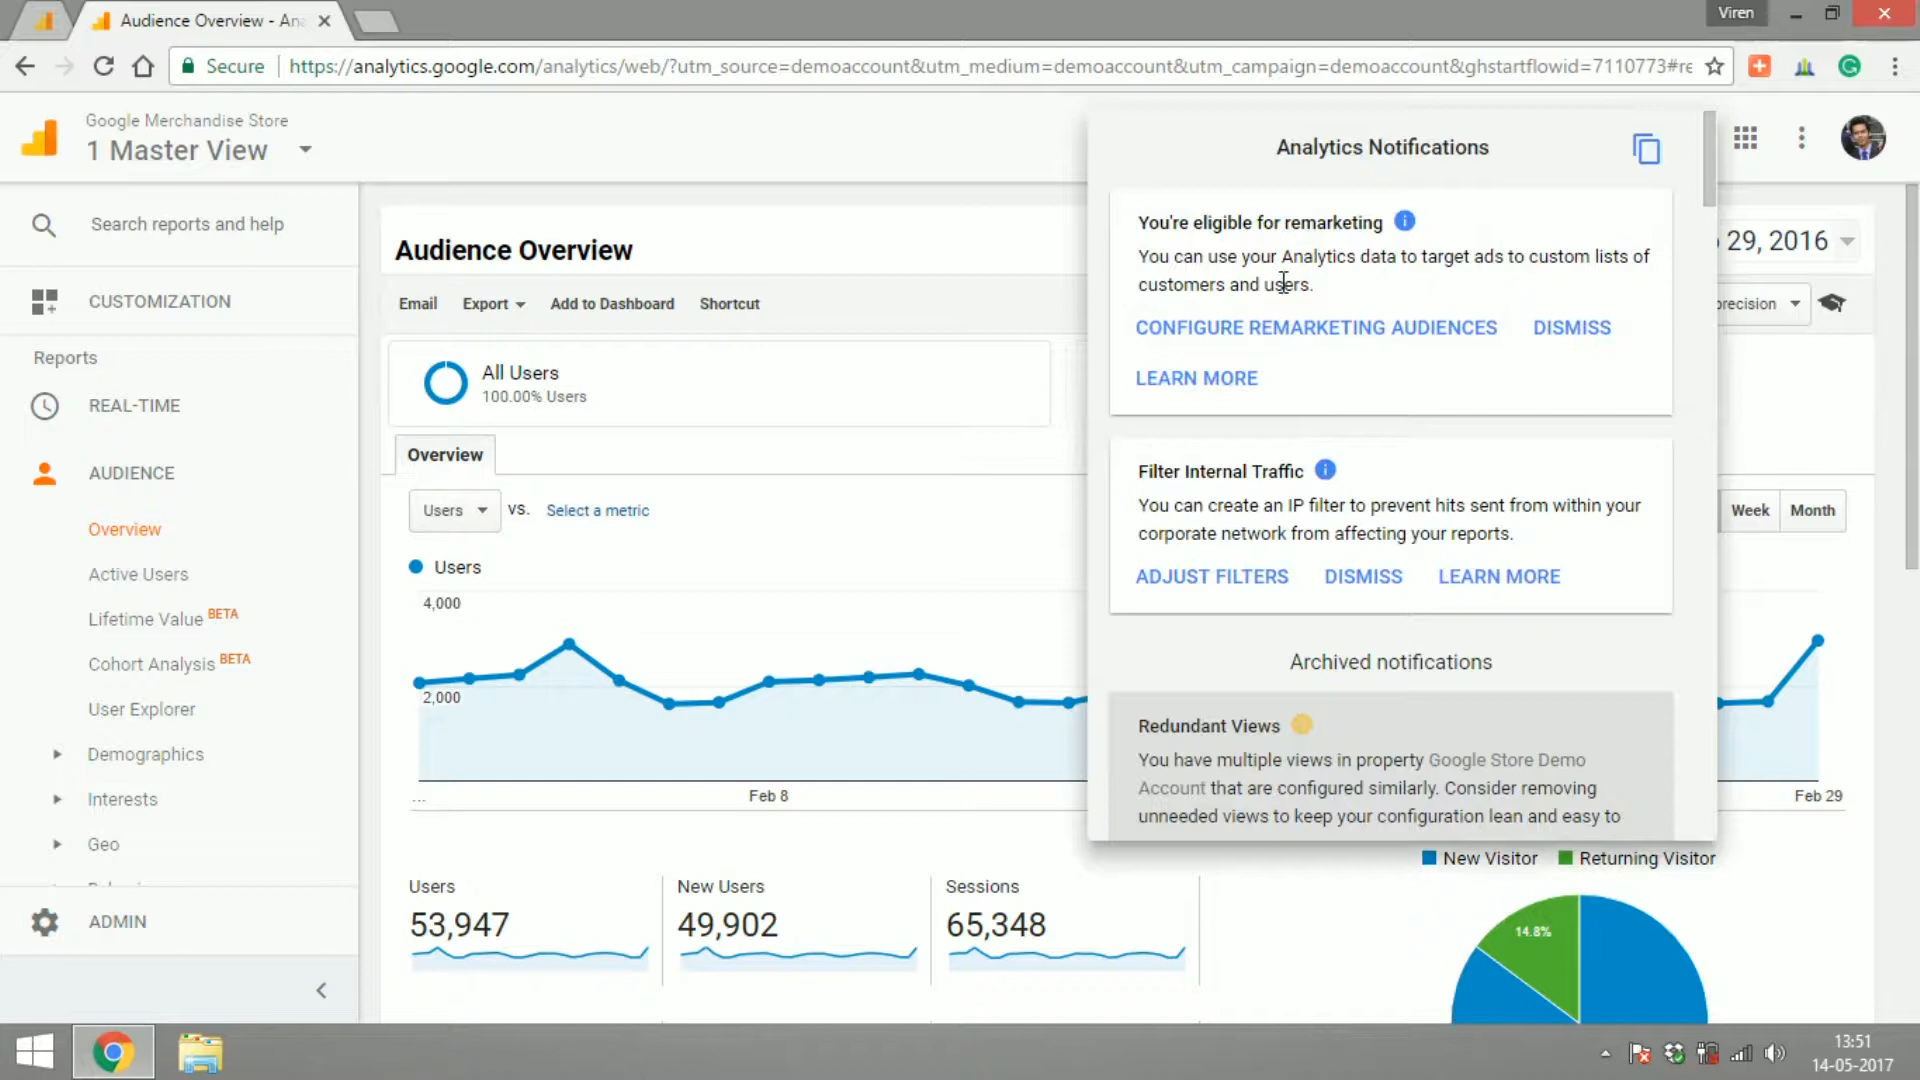 Audience Overview - Ana
Viren
Secure
https://analytics.google.com/analytics/web/?utm_source=demoaccount&utm_medium=demoaccount&utm_campaign=demoaccount&ghstartflowid=7110773#re
Google Merchandise Store
1 Master View
Search reports and help
CUSTOMIZATION
Reports
REAL-TIME
AUDIENCE
Overview
Active Users
Lifetime Value BETA
Cohort Analysis BETA
User Explorer
Demographics
Interests
Geo
ADMIN
Audience Overview
29, 2016
Email Export Add to Dashboard Shortcut
precision
All Users
100.00% Users
Overview
Users VS. Select a metric
Week Month
Users
4,000
2,000
... Feb 8 Feb 29
Analytics Notifications
You're eligible for remarketing
You can use your Analytics data to target ads to custom lists of
customers and users.
CONFIGURE REMARKETING AUDIENCES DISMISS
LEARN MORE
Filter Internal Traffic
You can create an IP filter to prevent hits sent from within your
corporate network from affecting your reports.
ADJUST FILTERS DISMISS LEARN MORE
Archived notifications
Redundant Views
You have multiple views in property Google Store Demo
Account that are configured similarly. Consider removing
unneeded views to keep your configuration lean and easy to
New Visitor Returning Visitor
14.8%
Users
53,947
New Users
49,902
Sessions
65,348
13:51
14-05-2017